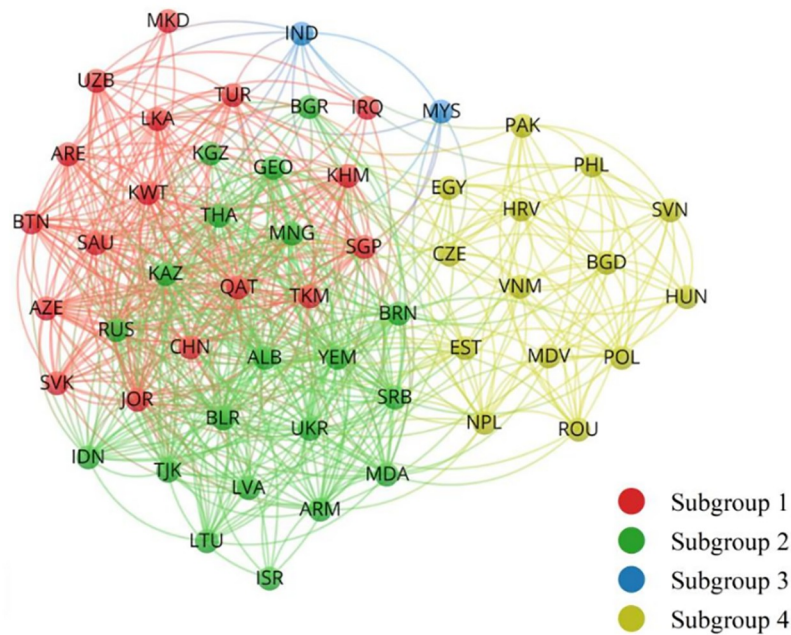 MKD
IND
UZB
TUR
BGR
IRQ
MYS
LKA
PAK
ARE
KGZ
GEO
KHM
PHL
KWT
EGY
BTN
THA
HRV
SVN
SAU
MNG
SGP
CZE
KAZ
BGD
QAT
TKM
VNM
HUN
AZE
BRN
RUS
CHN
ALB
YEM
EST
MDV
POL
SVK
JOR
SRB
BLR
UKR
NPL
ROU
IDN
TJK
MDA
LVA
ARM
LTU
ISR
Subgroup 1
Subgroup 2
Subgroup 3
Subgroup 4